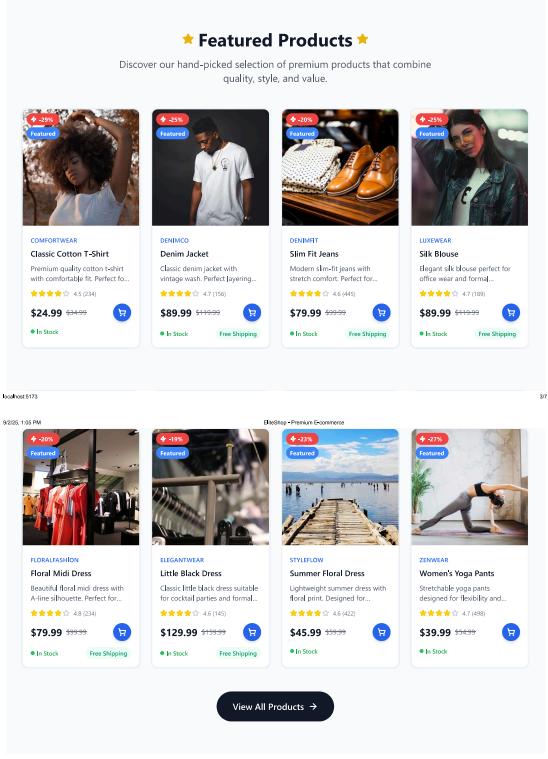 Featured Products
Discover our hand-picked selection of premium products that combine
quality, style, and value.
-29%
Featured
-25%
Featured
-20%
Featured
-25%
Featured
COMFORTWEAR
Classic Cotton T-Shirt
Premium quality cotton t-shirt
with comfortable fit. Perfect for...
4.5 (234)
$24.99 $34.99
In Stock
DENIMCO
Denim Jacket
Classic denim jacket with
vintage wash. Perfect layering...
4.7 (156)
$89.99 $119.99
In Stock Free Shipping
DENIMFIT
Slim Fit Jeans
Modern slim-fit jeans with
stretch comfort. Perfect for...
4.6 (445)
$79.99 $99.99
In Stock Free Shipping
LUXEWEAR
Silk Blouse
Elegant silk blouse perfect for
office wear and formal...
4.7 (189)
$89.99 $119.99
In Stock Free Shipping
localhost:5173 3/7
9/2/25, 1:05 PM EliteShop - Premium E-commerce
-20%
Featured
-19%
Featured
-23%
Featured
-27%
Featured
FLORALFASHION
Floral Midi Dress
Beautiful floral midi dress with
A-line silhouette. Perfect for...
4.8 (234)
$79.99 $99.99
In Stock Free Shipping
ELEGANTWEAR
Little Black Dress
Classic little black dress suitable
for cocktail parties and formal...
4.6 (145)
$129.99 $159.99
In Stock Free Shipping
STYLEFLOW
Summer Floral Dress
Lightweight summer dress with
floral print. Designed for...
4.6 (422)
$45.99 $59.99
In Stock
ZENWEAR
Women's Yoga Pants
Stretchable yoga pants
designed for flexibility and...
4.7 (498)
$39.99 $54.99
In Stock
View All Products →